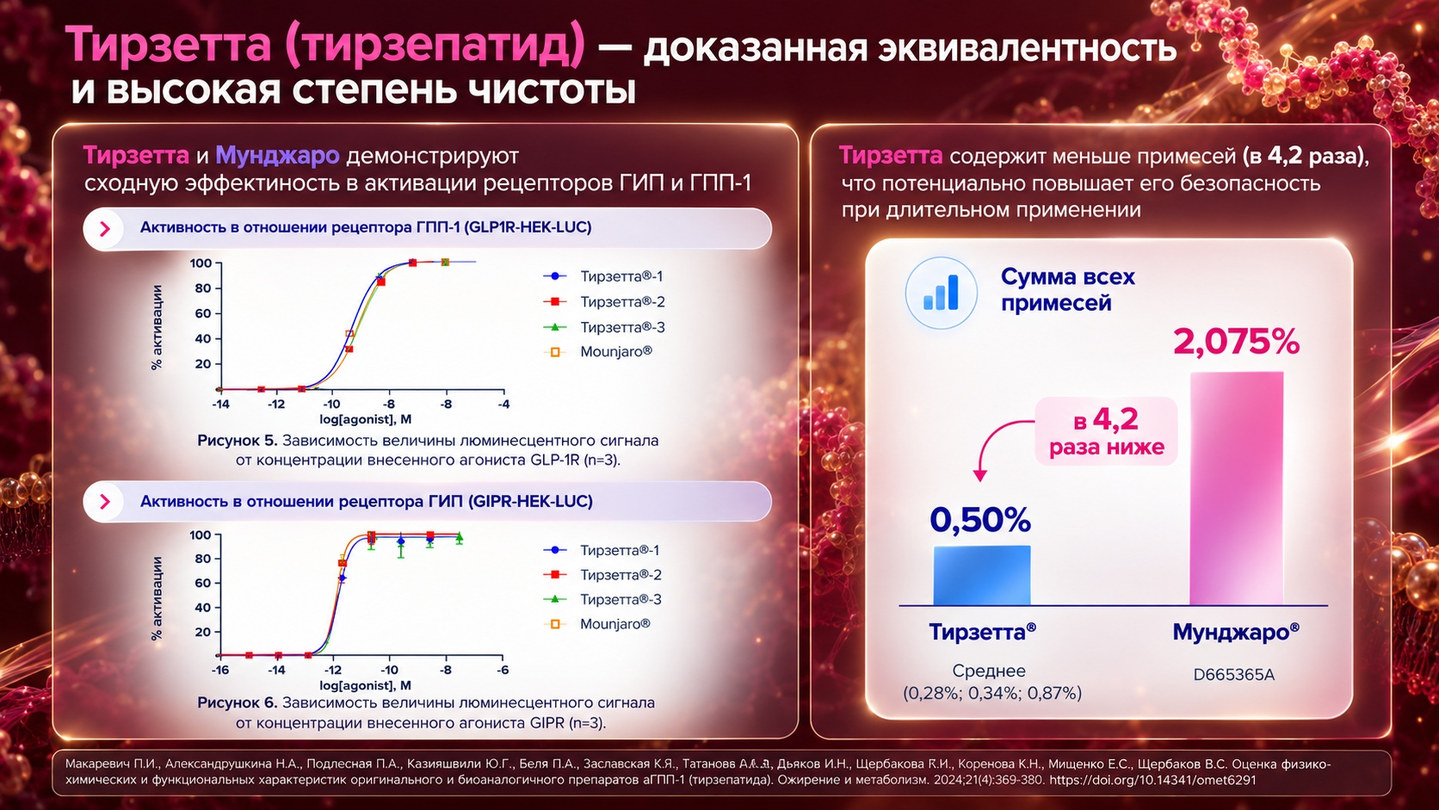 Тирзетта (тирзепатид) — доказанная эквивалентность
и высокая степень чистоты
Тирзетта и Мунджаро демонстрируют
сходную эффектиность в активации рецепторов ГИП и ГПП-1
Активность в отношении рецептора ГПП-1 (GLP1R-HEK-LUC)
% активации
100
80
60
40
20
-14 -12 -10 -8 -8 -4
log[agonist], M
Тирзетта®-1
Тирзетта®-2
Тирзетта®-3
Mounjaro®
Рисунок 5. Зависимость величины люминесцентного сигнала
от концентрации внесенного агониста GLP-1R (n=3).
Активность в отношении рецептора ГИП (GIPR-HEK-LUC)
% активации
100
80
60
40
20
-16 -14 -12 -10 -8 -6
log[agonist], M
Тирзетта®-1
Тирзетта®-2
Тирзетта®-3
Mounjaro®
Рисунок 6. Зависимость величины люминесцентного сигнала
от концентрации внесенного агониста GIPR (n=3).
Тирзетта содержит меньше примесей (в 4,2 раза),
что потенциально повышает его безопасность
при длительном применении
Сумма всех
примесей
2,075%
в 4,2
раза ниже
0,50%
Тирзетта®
Мунджаро®
Среднее
(0,28%; 0,34%; 0,87%)
D665365A
Макаревич П.И., Александрушкина Н.А., Подлесная П.А., Казияшвили Ю.Г., Беля П.А., Заславская К.Я., Дьяков И.Н., Щербакова К.И., Коренова К.Н., Мищенко Е.С., Щербаков В.С. Оценка физико-
химических и функциональных характеристик оригинального и биоаналогичного препаратов аГПП-1 (тирзепатида). Ожирение и метаболизм. 2024;21(4):369-380. https://doi.org/10.14341/omet6291